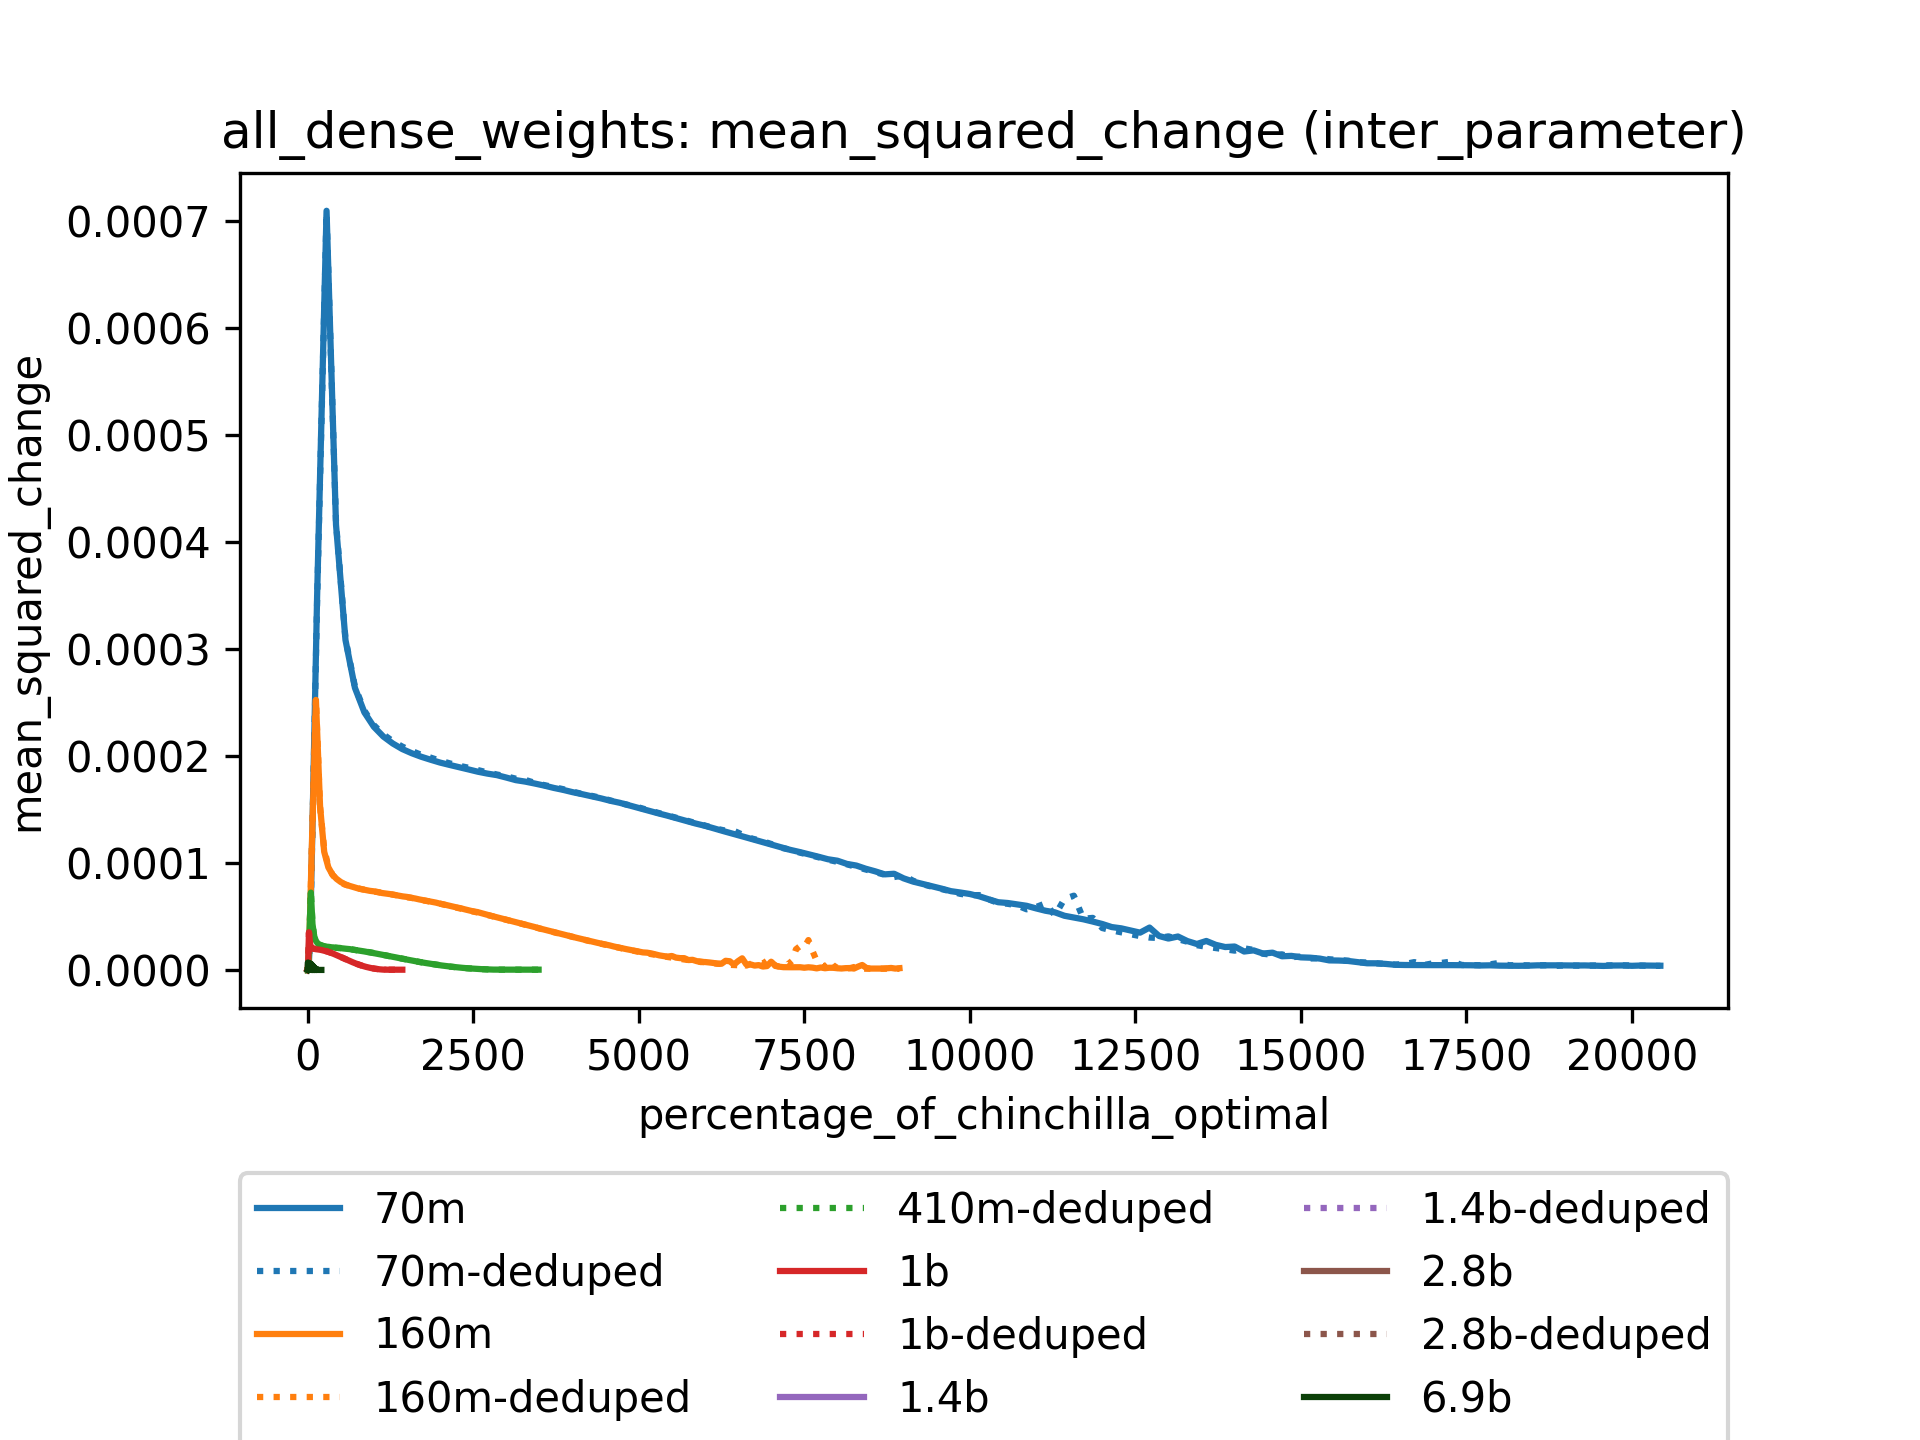 all_dense_weights: mean_squared_change (inter_parameter)
mean_squared_change
0.0007
0.0006
0.0005
0.0004
0.0003
0.0002
0.0001
0.0000
0 2500 5000 7500 10000 12500 15000 17500 20000
percentage_of_chinchilla_optimal
70m 410m-deduped 1.4b-deduped
70m-deduped 1b 2.8b
160m 1b-deduped 2.8b-deduped
160m-deduped 1.4b 6.9b